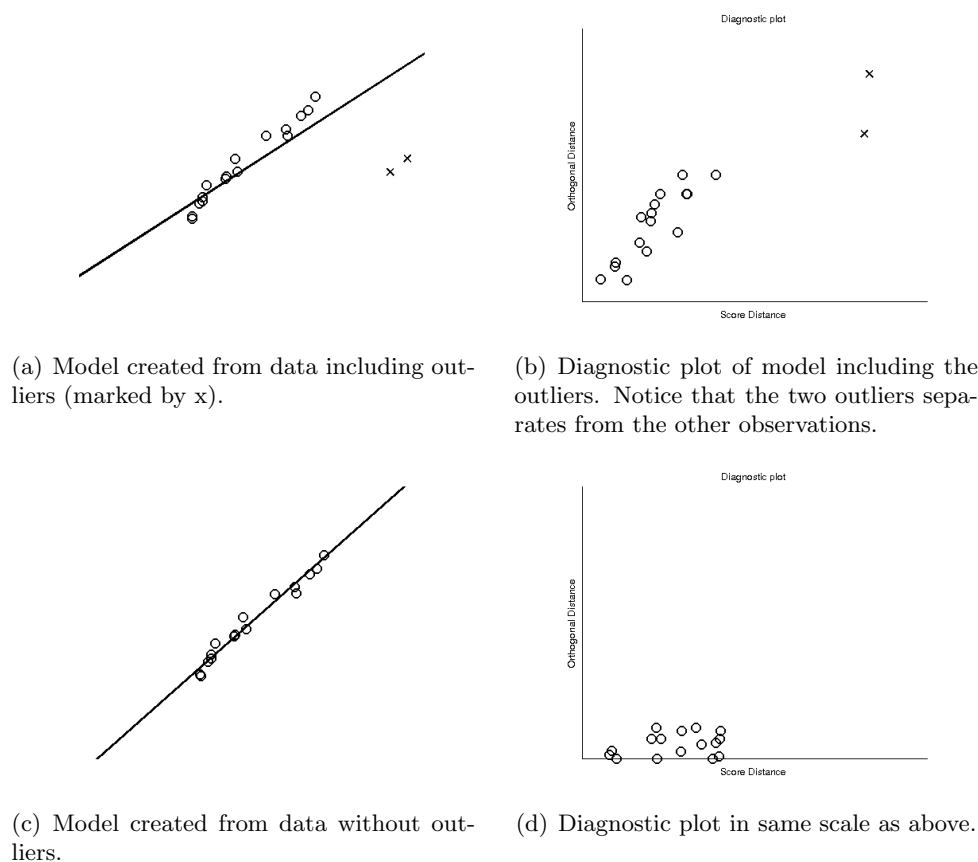 Diagnostic plot
Orthogonal Distance
Score Distance
(a) Model created from data including out-
liers (marked by x).
(b) Diagnostic plot of model including the
outliers. Notice that the two outliers sepa-
rates from the other observations.
Diagnostic plot
Orthogonal Distance
Score Distance
(c) Model created from data without out-
liers.
(d) Diagnostic plot in same scale as above.